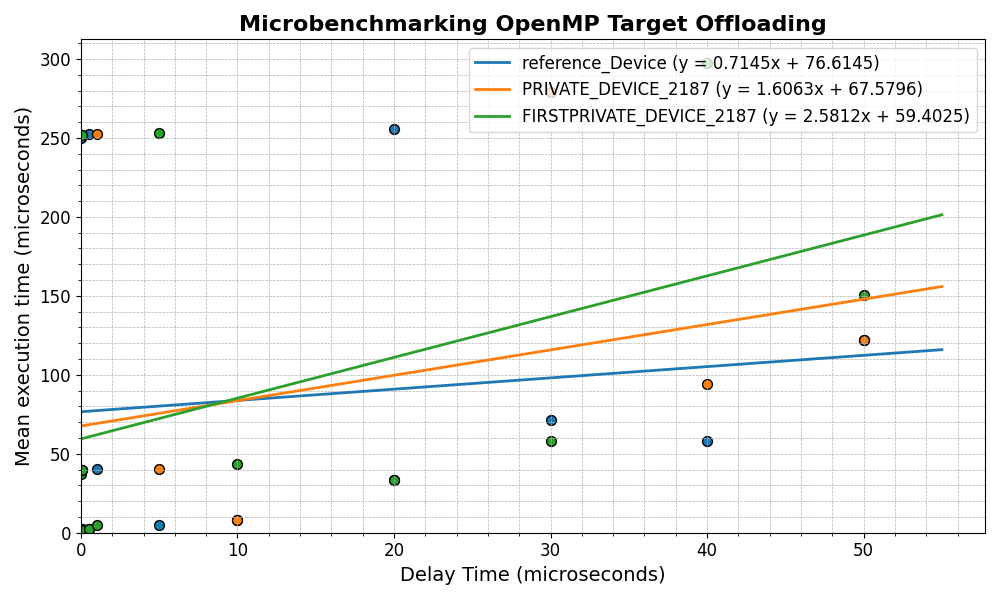 Microbenchmarking OpenMP Target Offloading
reference_Device (y = 0.7145x + 76.6145)
PRIVATE_DEVICE_2187 (y = 1.6063x + 67.5796)
FIRSTPRIVATE_DEVICE_2187 (y = 2.5812x + 59.4025)
Mean execution time (microseconds)
300
250
200
150
100
50
0
0 10 20 30 40 50
Delay Time (microseconds)